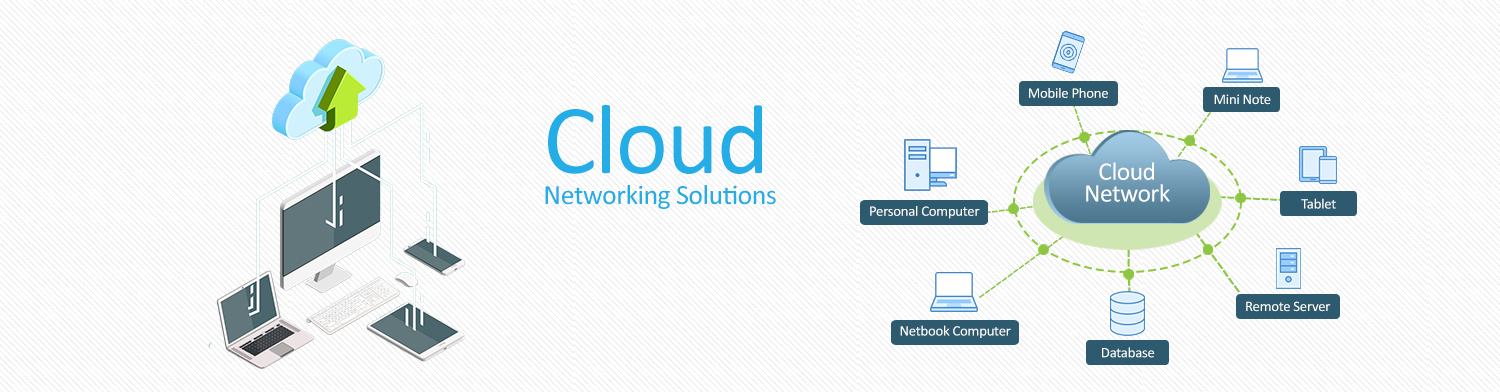 Cloud
Networking Solutions
Mobile Phone
Mini Note
Personal Computer
Cloud
Network
Tablet
Netbook Computer
Remote Server
Database